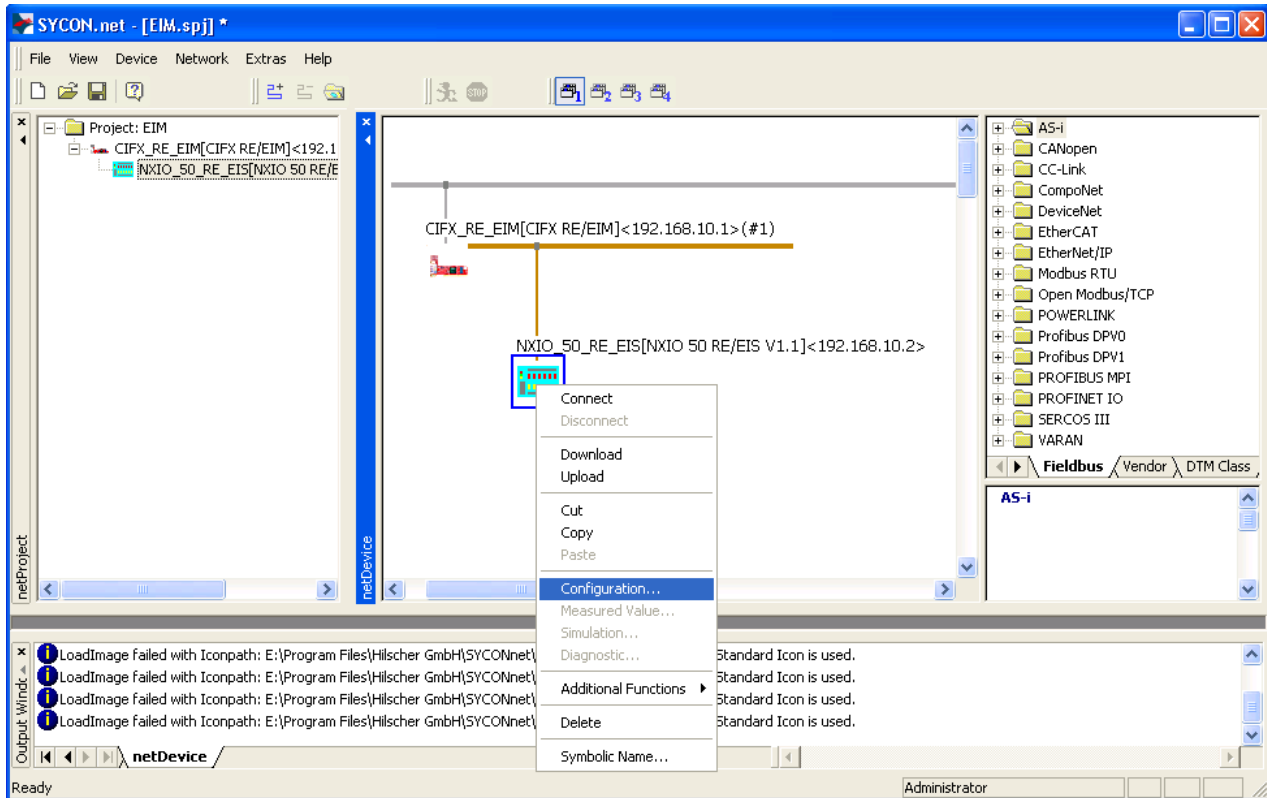 SYCON.net - [EIM.spj] *
File View Device Network Extras Help
STOP
1 2 3 4
Project: EIM
CIFX_RE_EIM[CIFX RE/EIM]<192.1
NXIO_50_RE_EIS[NXIO 50 RE/E
netProject
netDevice
CIFX_RE_EIM[CIFX RE/EIM]<192.168.10.1>(#1)
NXIO_50_RE_EIS[NXIO 50 RE/EIS V1.1]<192.168.10.2>
Connect
Disconnect
Download
Upload
Cut
Copy
Paste
Configuration...
Measured Value...
Simulation...
Diagnostic...
Additional Functions
Delete
Symbolic Name...
AS-i
CANopen
CC-Link
CompoNet
DeviceNet
EtherCAT
EtherNet/IP
Modbus RTU
Open Modbus/TCP
POWERLINK
Profibus DPV0
Profibus DPV1
PROFIBUS MPI
PROFINET IO
SERCOS III
VARAN
Fieldbus Vendor DTM Class
AS-i
Output Windc
LoadImage failed with Iconpath: E:\Program Files\Hilscher GmbH\SYCONnet\ Standard Icon is used.
LoadImage failed with Iconpath: E:\Program Files\Hilscher GmbH\SYCONnet\ Standard Icon is used.
LoadImage failed with Iconpath: E:\Program Files\Hilscher GmbH\SYCONnet\ Standard Icon is used.
LoadImage failed with Iconpath: E:\Program Files\Hilscher GmbH\SYCONnet\ Standard Icon is used.
netDevice
Ready
Administrator